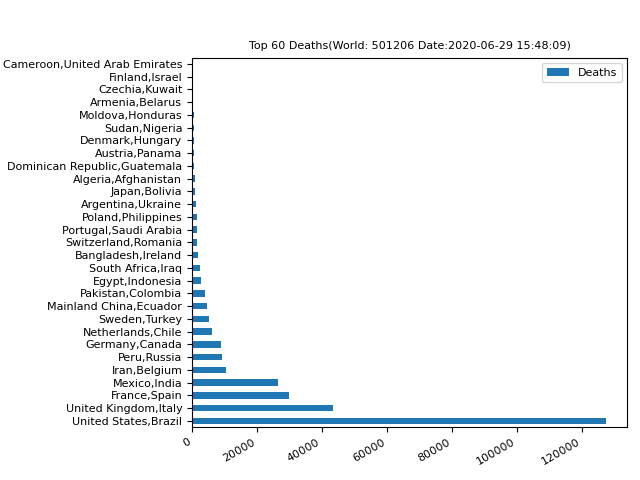 Top 60 Deaths(World: 501206 Date:2020-06-29 15:48:09)
Deaths
Cameroon,United Arab Emirates
Finland,Israel
Czechia,Kuwait
Armenia,Belarus
Moldova,Honduras
Sudan,Nigeria
Denmark,Hungary
Austria,Panama
Dominican Republic,Guatemala
Algeria,Afghanistan
Japan,Bolivia
Argentina,Ukraine
Poland,Philippines
Portugal,Saudi Arabia
Switzerland,Romania
Bangladesh,Ireland
South Africa,Iraq
Egypt,Indonesia
Pakistan,Colombia
Mainland China,Ecuador
Sweden,Turkey
Netherlands,Chile
Germany,Canada
Peru,Russia
Iran,Belgium
Mexico,India
France,Spain
United Kingdom,Italy
United States,Brazil
0 20000 40000 60000 80000 100000 120000